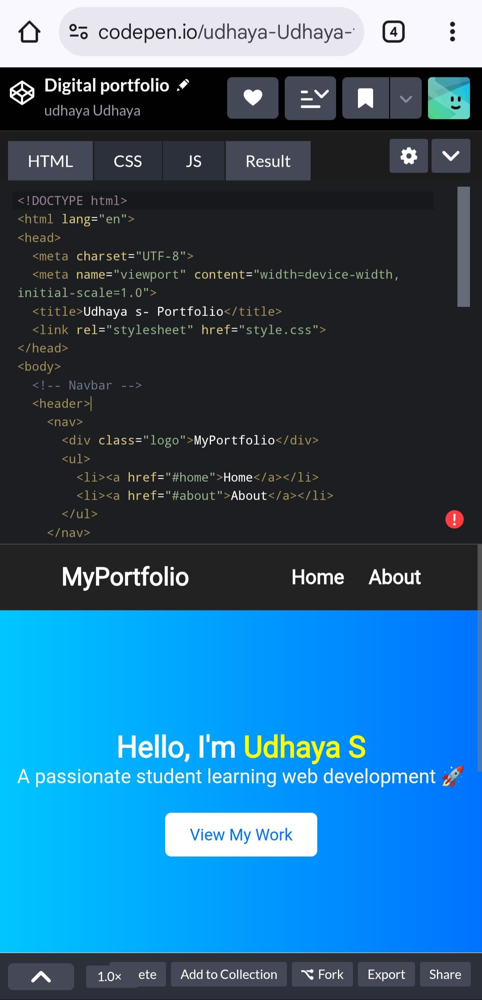 codepen.io/udhaya-Udhaya-
4
Digital portfolio
udhaya Udhaya
HTML CSS JS Result
<!DOCTYPE html>
<html lang="en">
<head>
<meta charset="UTF-8">
<meta name="viewport" content="width=device-width,
initial-scale=1.0">
<title>Udhaya s- Portfolio</title>
<link rel="stylesheet" href="style.css">
</head>
<body>
<!-- Navbar -->
<header>
<nav>
<div class="logo">MyPortfolio</div>
<ul>
<li><a href="#home">Home</a></li>
<li><a href="#about">About</a></li>
</ul>
</nav>
MyPortfolio Home About
Hello, I'm Udhaya S
A passionate student learning web development 🚀
View My Work
1.0× ete Add to Collection Fork Export Share